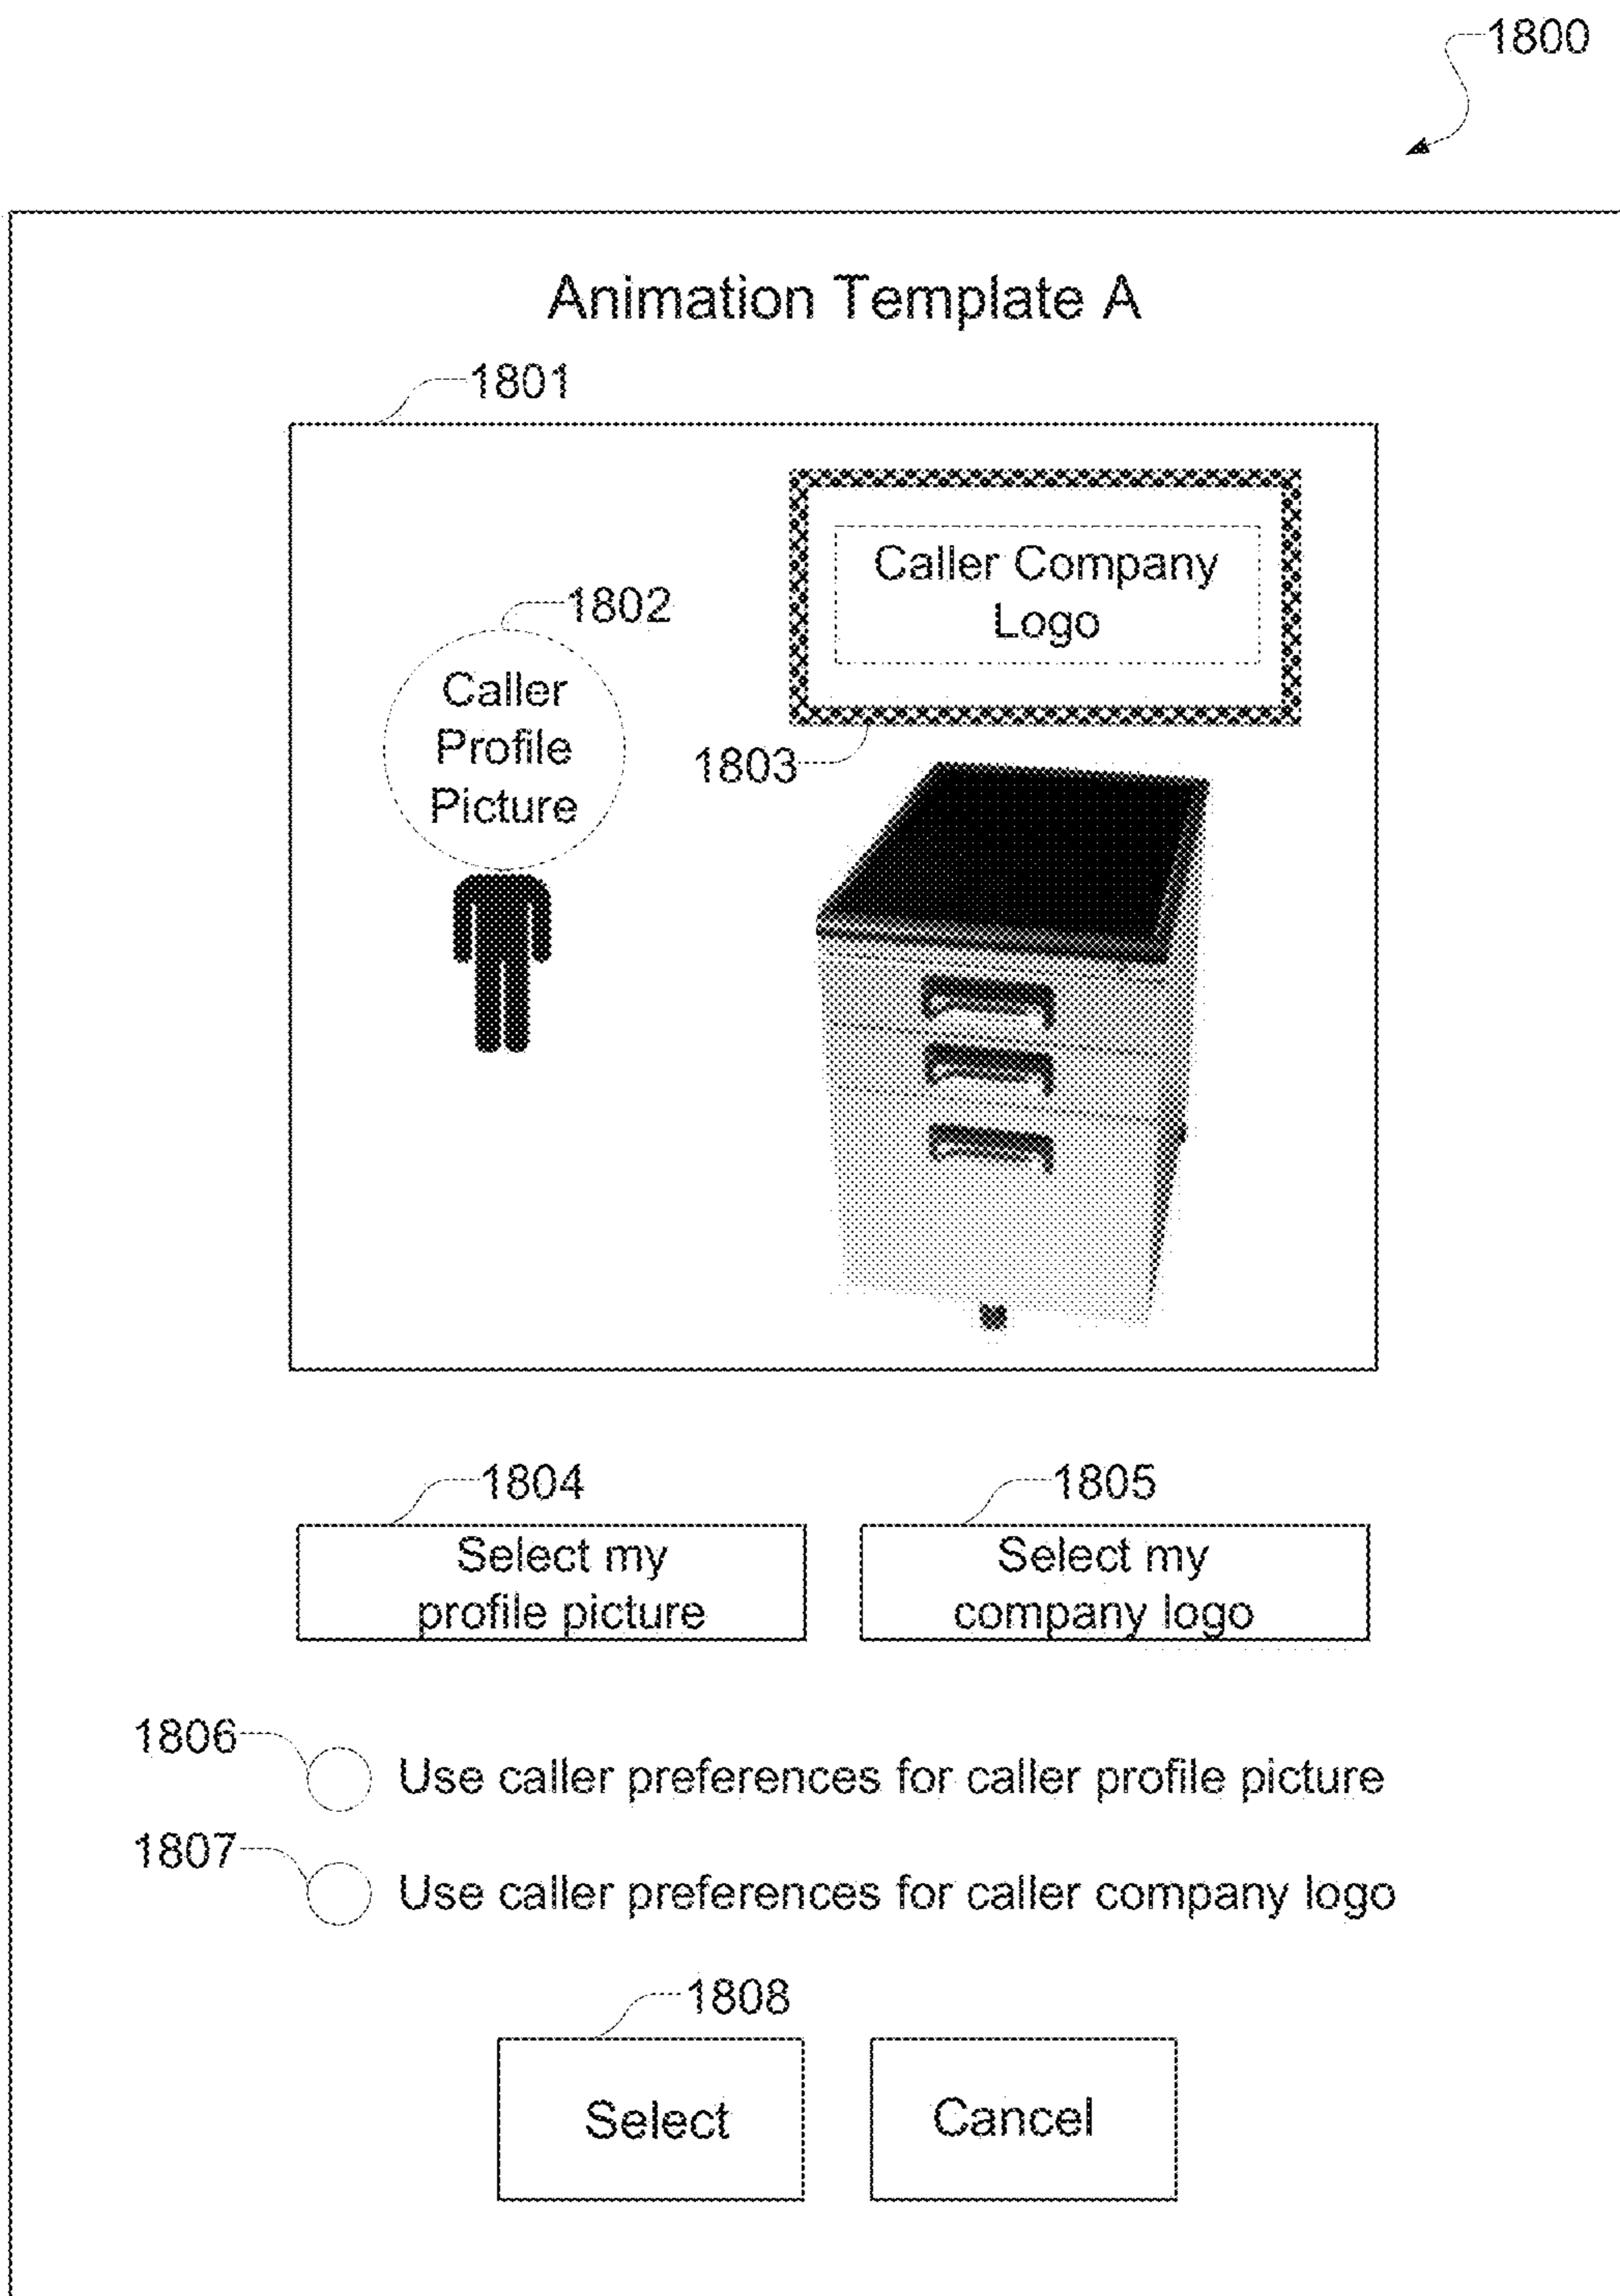 1800
Animation Template A
1801
Caller Company
Logo
1802
Caller
Profile
Picture
1803
1804
1805
Select my
profile picture
Select my
company logo
1806
Use caller preferences for caller profile picture
1807
Use caller preferences for caller company logo
1808
Select
Cancel